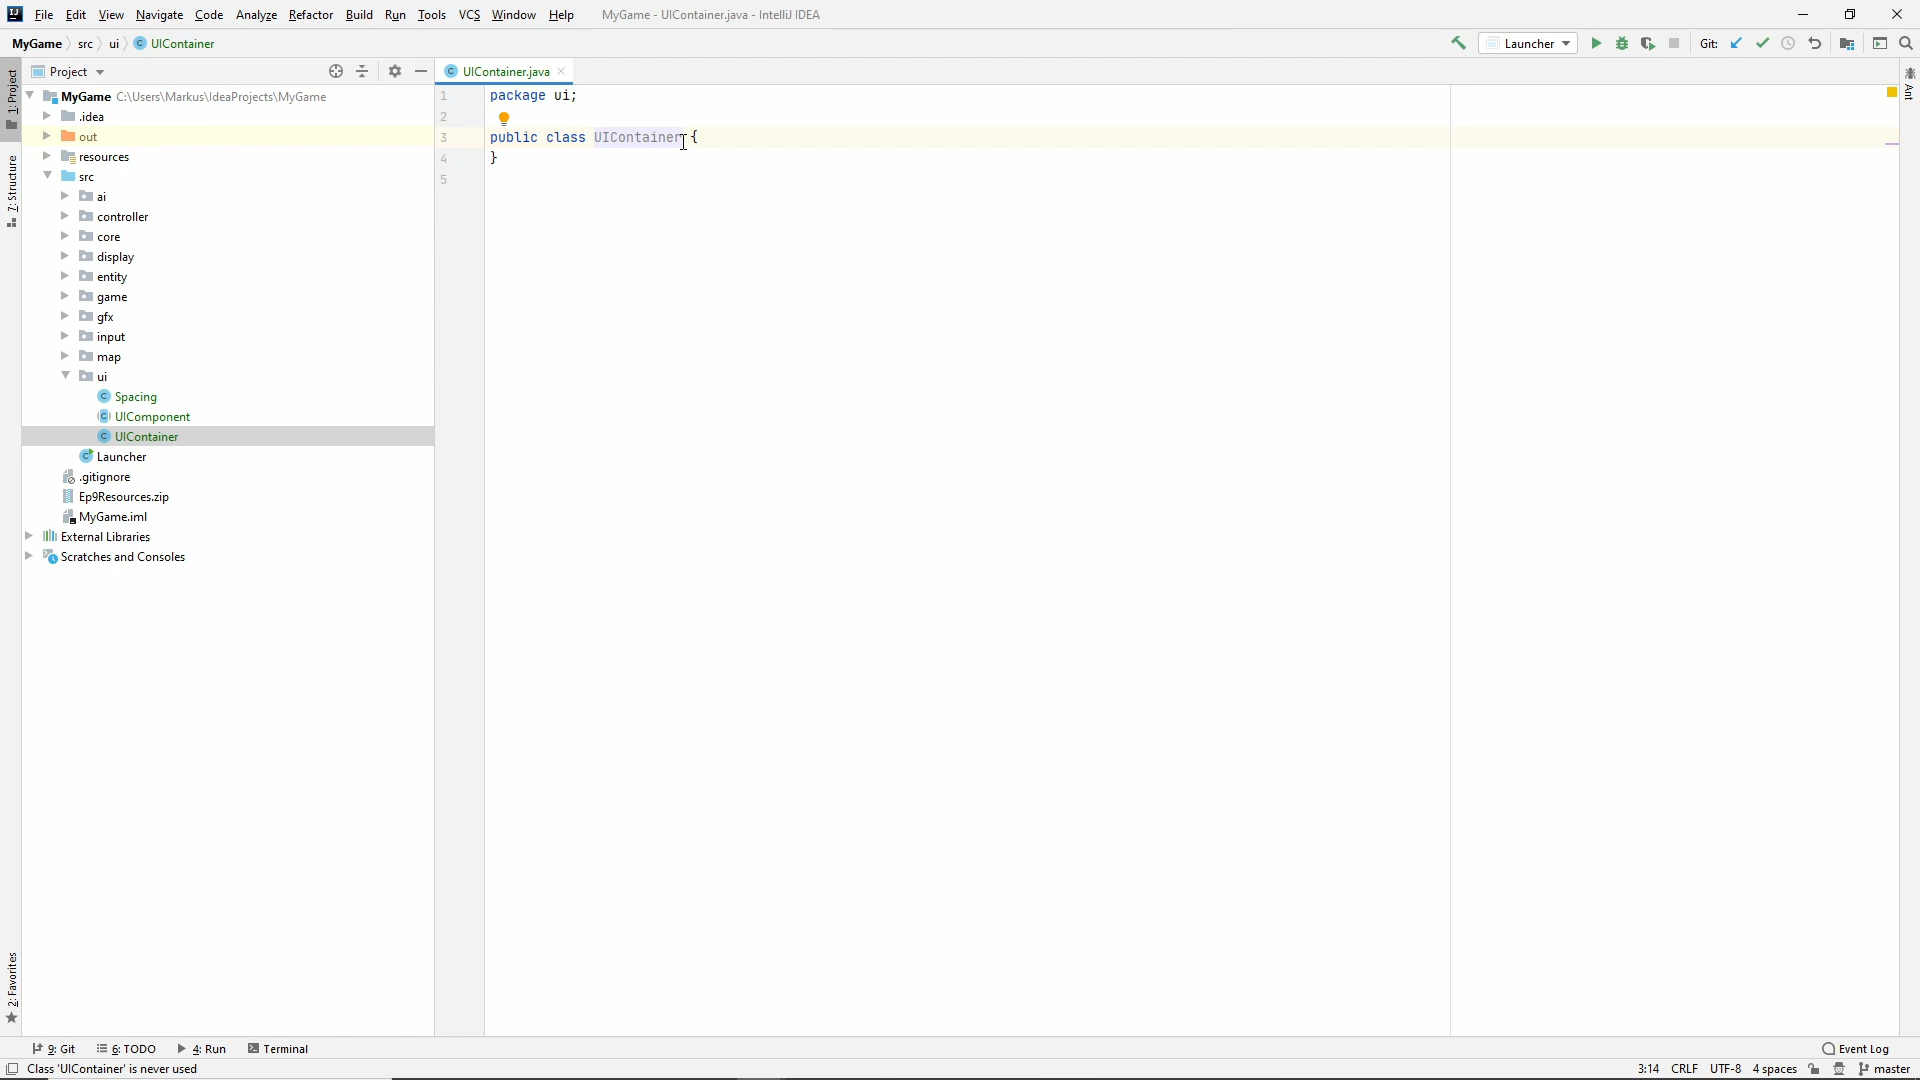 File Edit View Navigate Code Analyze Refactor Build Run Tools VCS Window Help MyGame - UIContainer.java - IntelliJ IDEA
MyGame src ui UIContainer Launcher Git:
Project
UIContainer.java
1: Project
7: Structure
2: Favorites
Ant
MyGame C:\Users\Markus\IdeaProjects\MyGame
.idea
out
resources
src
ai
controller
core
display
entity
game
gfx
input
map
ui
Spacing
UIComponent
UIContainer
Launcher
.gitignore
Ep9Resources.zip
MyGame.iml
External Libraries
Scratches and Consoles
1 package ui;
2
3 public class UIContainer {
4 }
5
9: Git 6: TODO 4: Run Terminal Event Log
Class 'UIContainer' is never used 3:14 CRLF UTF-8 4 spaces master